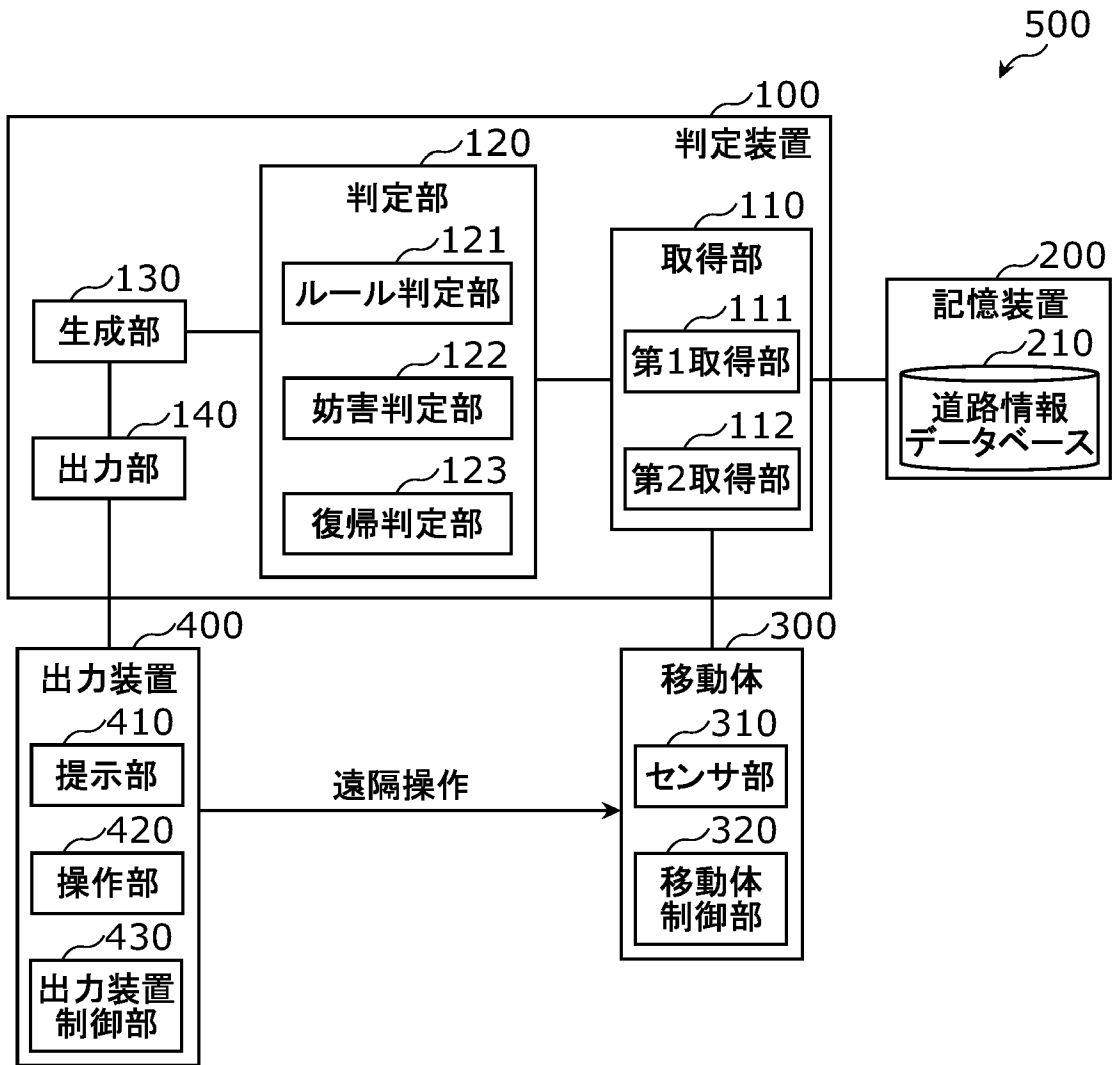 500
100
判定装置
120
判定部
121
ルール判定部
122
妨害判定部
123
復帰判定部
110
取得部
111
第1取得部
112
第2取得部
130
生成部
140
出力部
200
記憶装置
210
道路情報
データベース
400
出力装置
410
提示部
420
操作部
430
出力装置
制御部
遠隔操作
300
移動体
310
センサ部
320
移動体
制御部